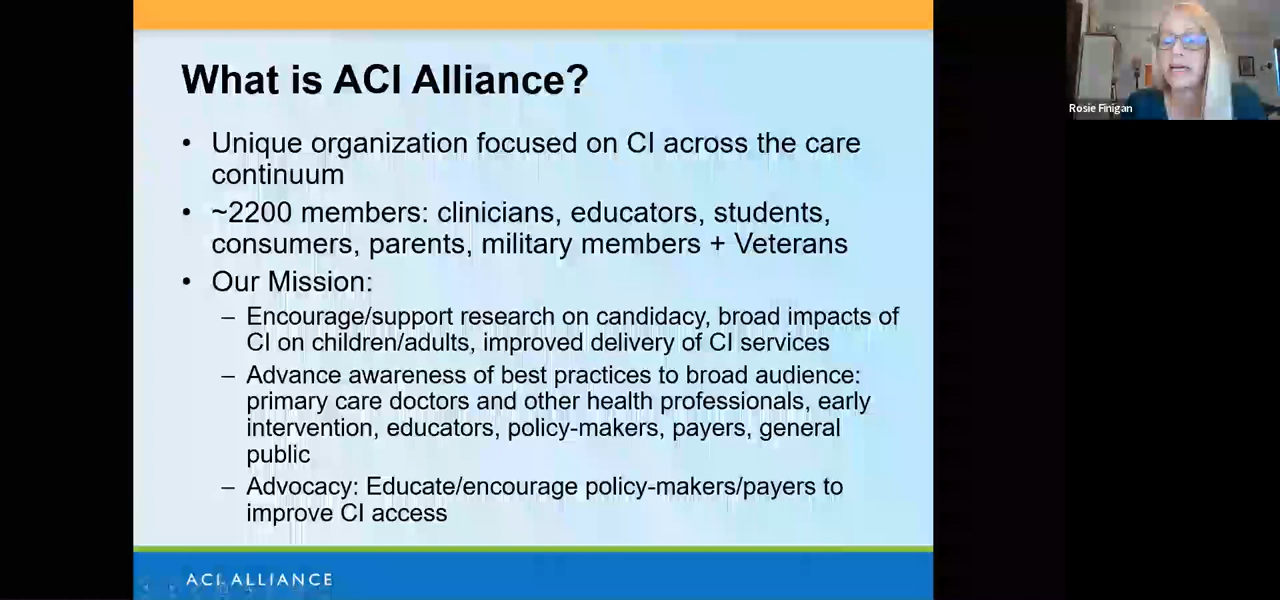 What is ACI Alliance?
• Unique organization focused on CI across the care
continuum
• ~2200 members: clinicians, educators, students,
consumers, parents, military members + Veterans
• Our Mission:
– Encourage/support research on candidacy, broad impacts of
CI on children/adults, improved delivery of CI services
– Advance awareness of best practices to broad audience:
primary care doctors and other health professionals, early
intervention, educators, policy-makers, payers, general
public
– Advocacy: Educate/encourage policy-makers/payers to
improve CI access
ACI ALLIANCE
Rosie Finigan